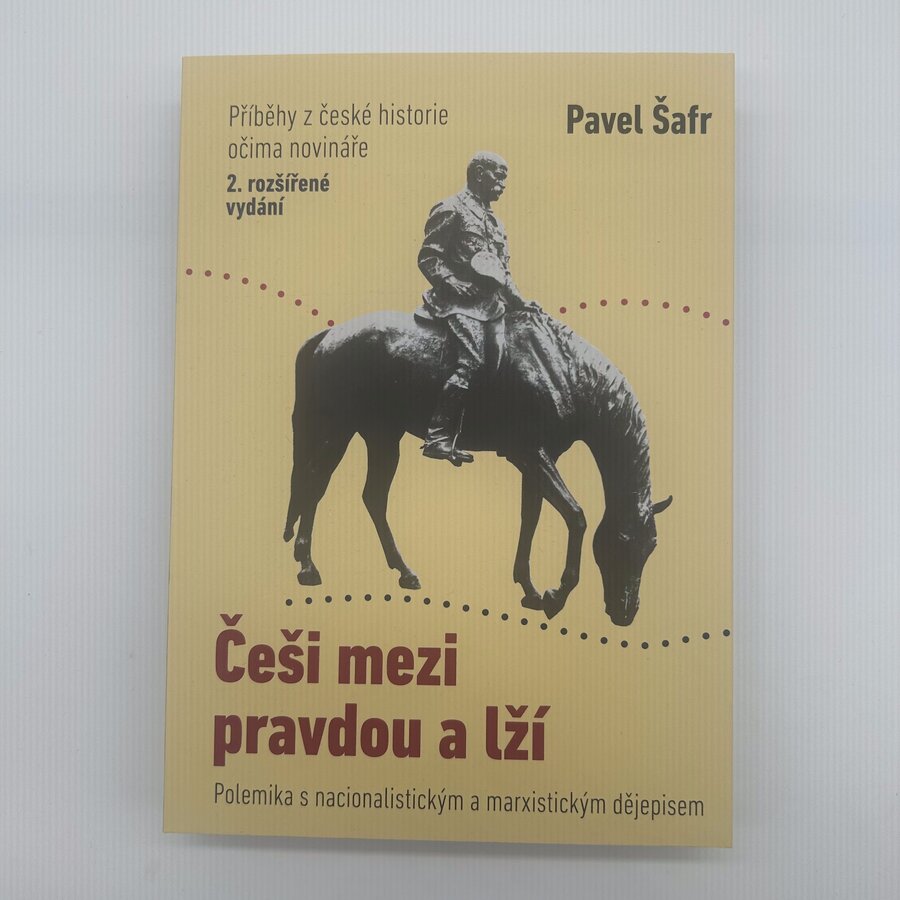 Příběhy z české historie
očima novináře
2. rozšířené
vydání
Pavel Šafr
Češi mezi
pravdou a lží
Polemika s nacionalistickým a marxistickým dějepisem